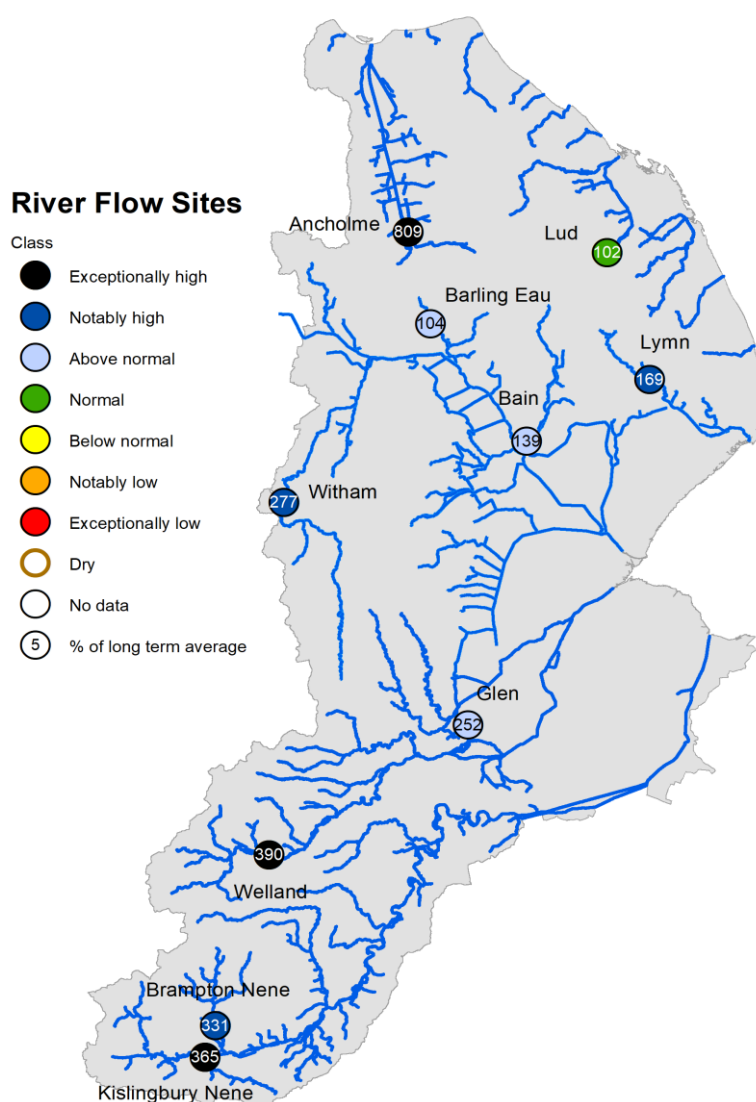 River Flow Sites
Class
Exceptionally high
Notably high
Above normal
Normal
Below normal
Notably low
Exceptionally low
Dry
No data
5 % of long term average
Ancholme
809
Lud
102
Barling Eau
104
Lymn
169
Bain
139
Witham
277
Glen
252
390
Welland
Brampton Nene
331
365
Kislingbury Nene